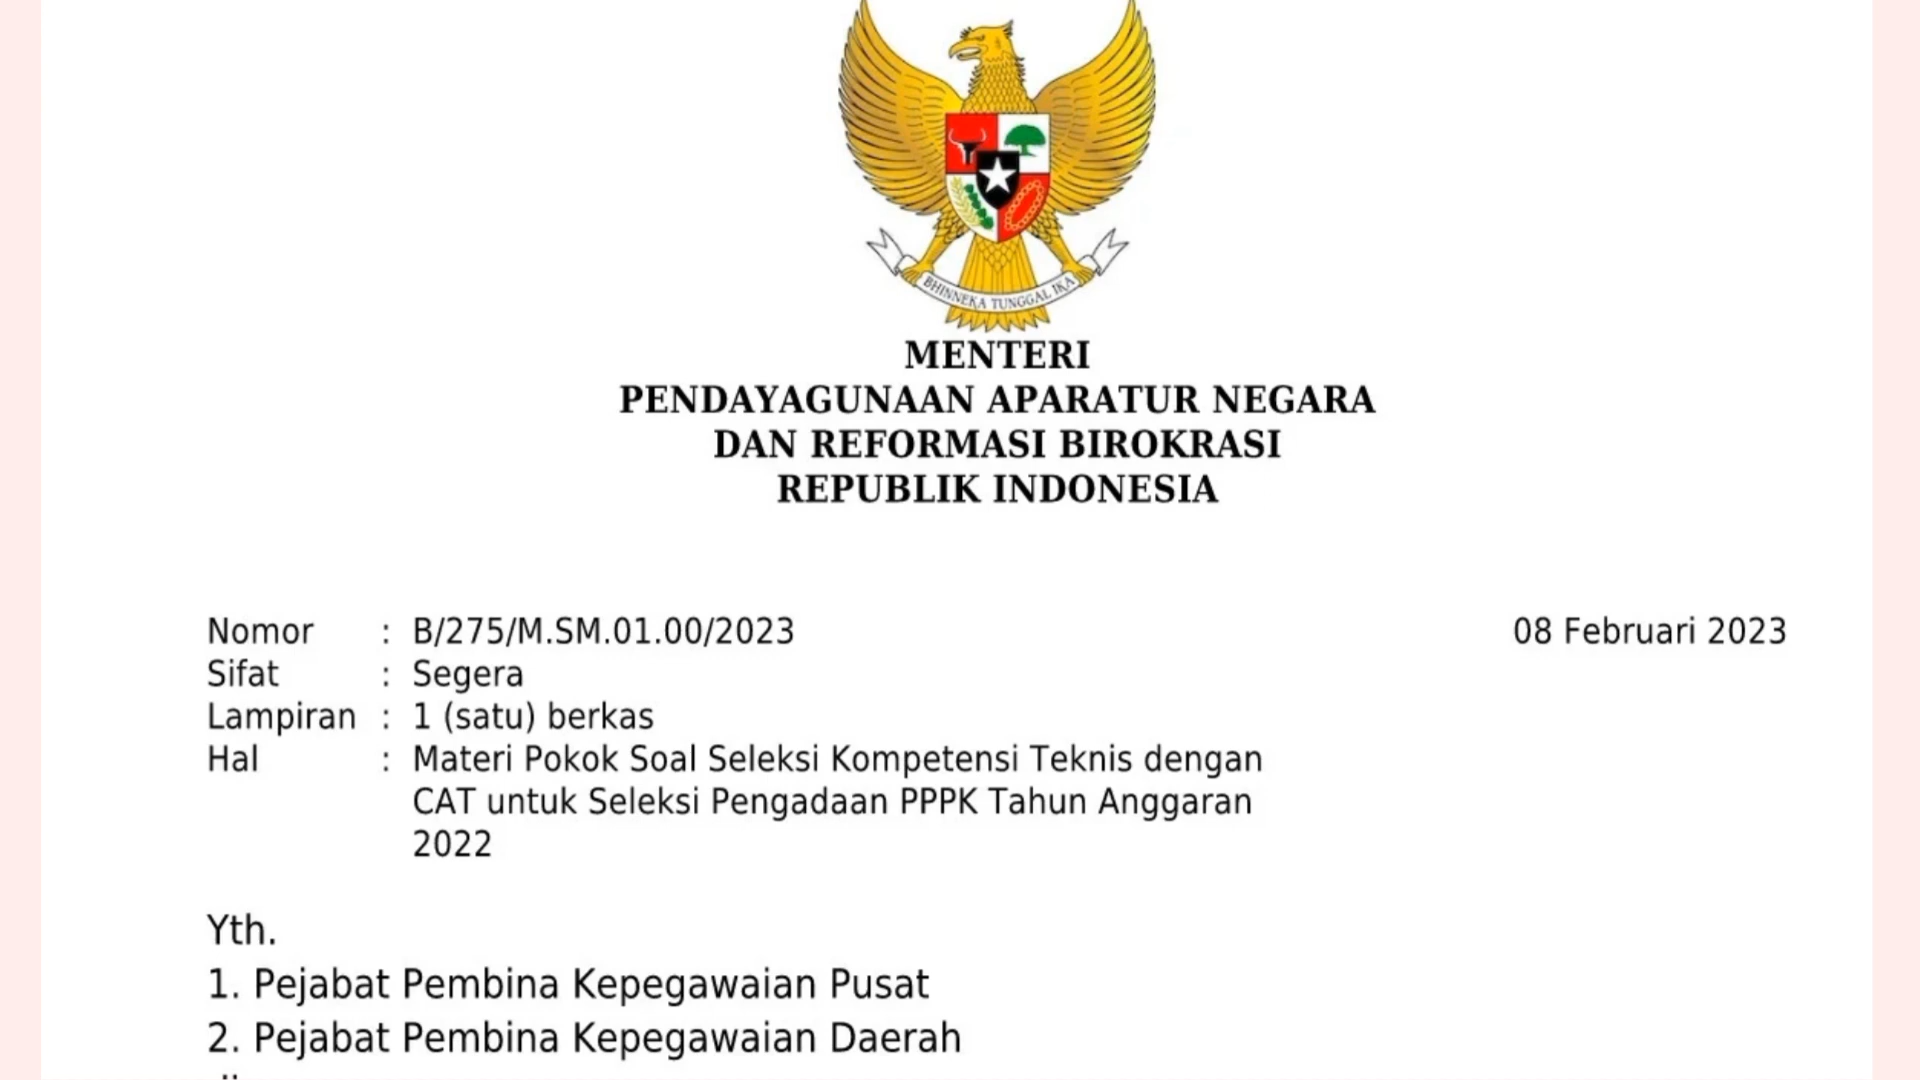 BHINNEKA TUNGGAL IKA
MENTERI
PENDAYAGUNAAN APARATUR NEGARA
DAN REFORMASI BIROKRASI
REPUBLIK INDONESIA
Nomor : B/275/M.SM.01.00/2023 08 Februari 2023
Sifat : Segera
Lampiran : 1 (satu) berkas
Hal : Materi Pokok Soal Seleksi Kompetensi Teknis dengan
CAT untuk Seleksi Pengadaan PPPK Tahun Anggaran
2022
Yth.
1. Pejabat Pembina Kepegawaian Pusat
2. Pejabat Pembina Kepegawaian Daerah